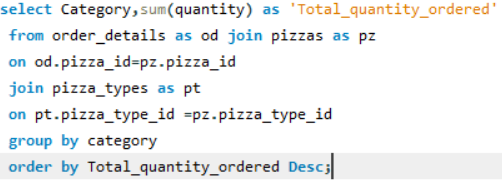 select Category,sum(quantity) as 'Total_quantity_ordered'
from order_details as od join pizzas as pz
on od.pizza_id=pz.pizza_id
join pizza_types as pt
on pt.pizza_type_id =pz.pizza_type_id
group by category
order by Total_quantity_ordered Desc;